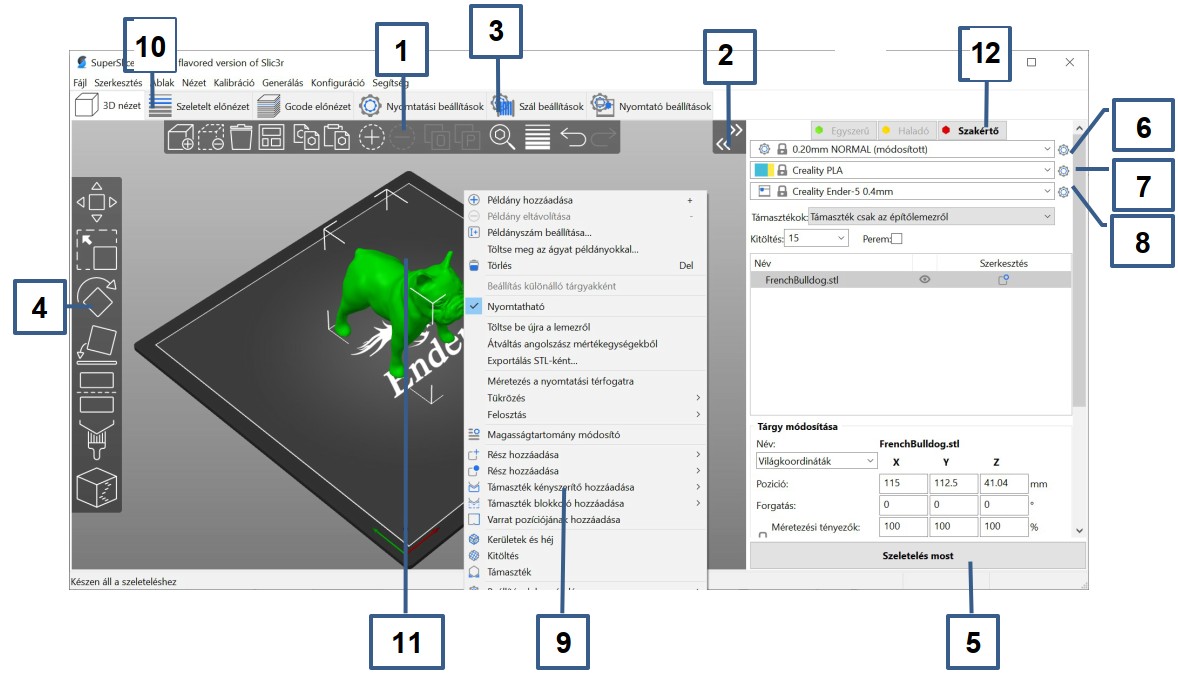 10
1
3
2
12
SuperSlice flavored version of Slic3r
Fájl Szerkesztés Ablak Nézet Kalibráció Generálás Konfiguráció Segítség
3D nézet Szeletelt előnézet Gcode előnézet Nyomtatási beállítások Szál beállítások Nyomtató beállítások
Egyszerű Haladó Szakértő
0.20mm NORMAL (módosított)
6
Creality PLA
7
Creality Ender-5 0.4mm
8
Támasztékok: Támaszték csak az építőlemezről
Kitöltés: 15 Perem:
Név Szerkesztés
FrenchBulldog.stl
4
Ender
Példány hozzáadása +
Példány eltávolítása -
Példányszám beállítása...
Töltse meg az ágyat példányokkal...
Törlés Del
Beállítás különálló tárgyakként
Nyomtatható
Töltse be újra a lemezről
Átváltás angolszász mértékegységekből
Exportálás STL-ként...
Méretezés a nyomtatási térfogatra
Tükrözés
Felosztás
Magasságtartomány módosító
Rész hozzáadása
Rész hozzáadása
Támaszték kényszerítő hozzáadása
Támaszték blokkoló hozzáadása
Varrat pozíciójának hozzáadása
Kerületek és héj
Kitöltés
Támaszték
Tárgy módosítása
Név: FrenchBulldog.stl
Világkoordináták X Y Z
Pozíció: 115 112.5 41.04 mm
Forgatás: 0 0 0 °
Méretezési tényezők: 100 100 100 %
Szeletelés most
Készen áll a szeleteléshez
11
9
5